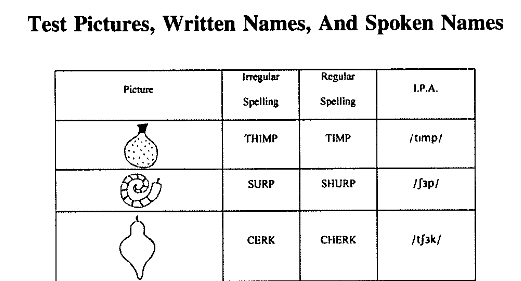 Test Pictures, Written Names, And Spoken Names
Picture Irregular Spelling Regular Spelling I.P.A.
THIMP TIMP /tɪmp/
SURP SHURP /ʃɜp/
CERK CHERK /tʃɜk/